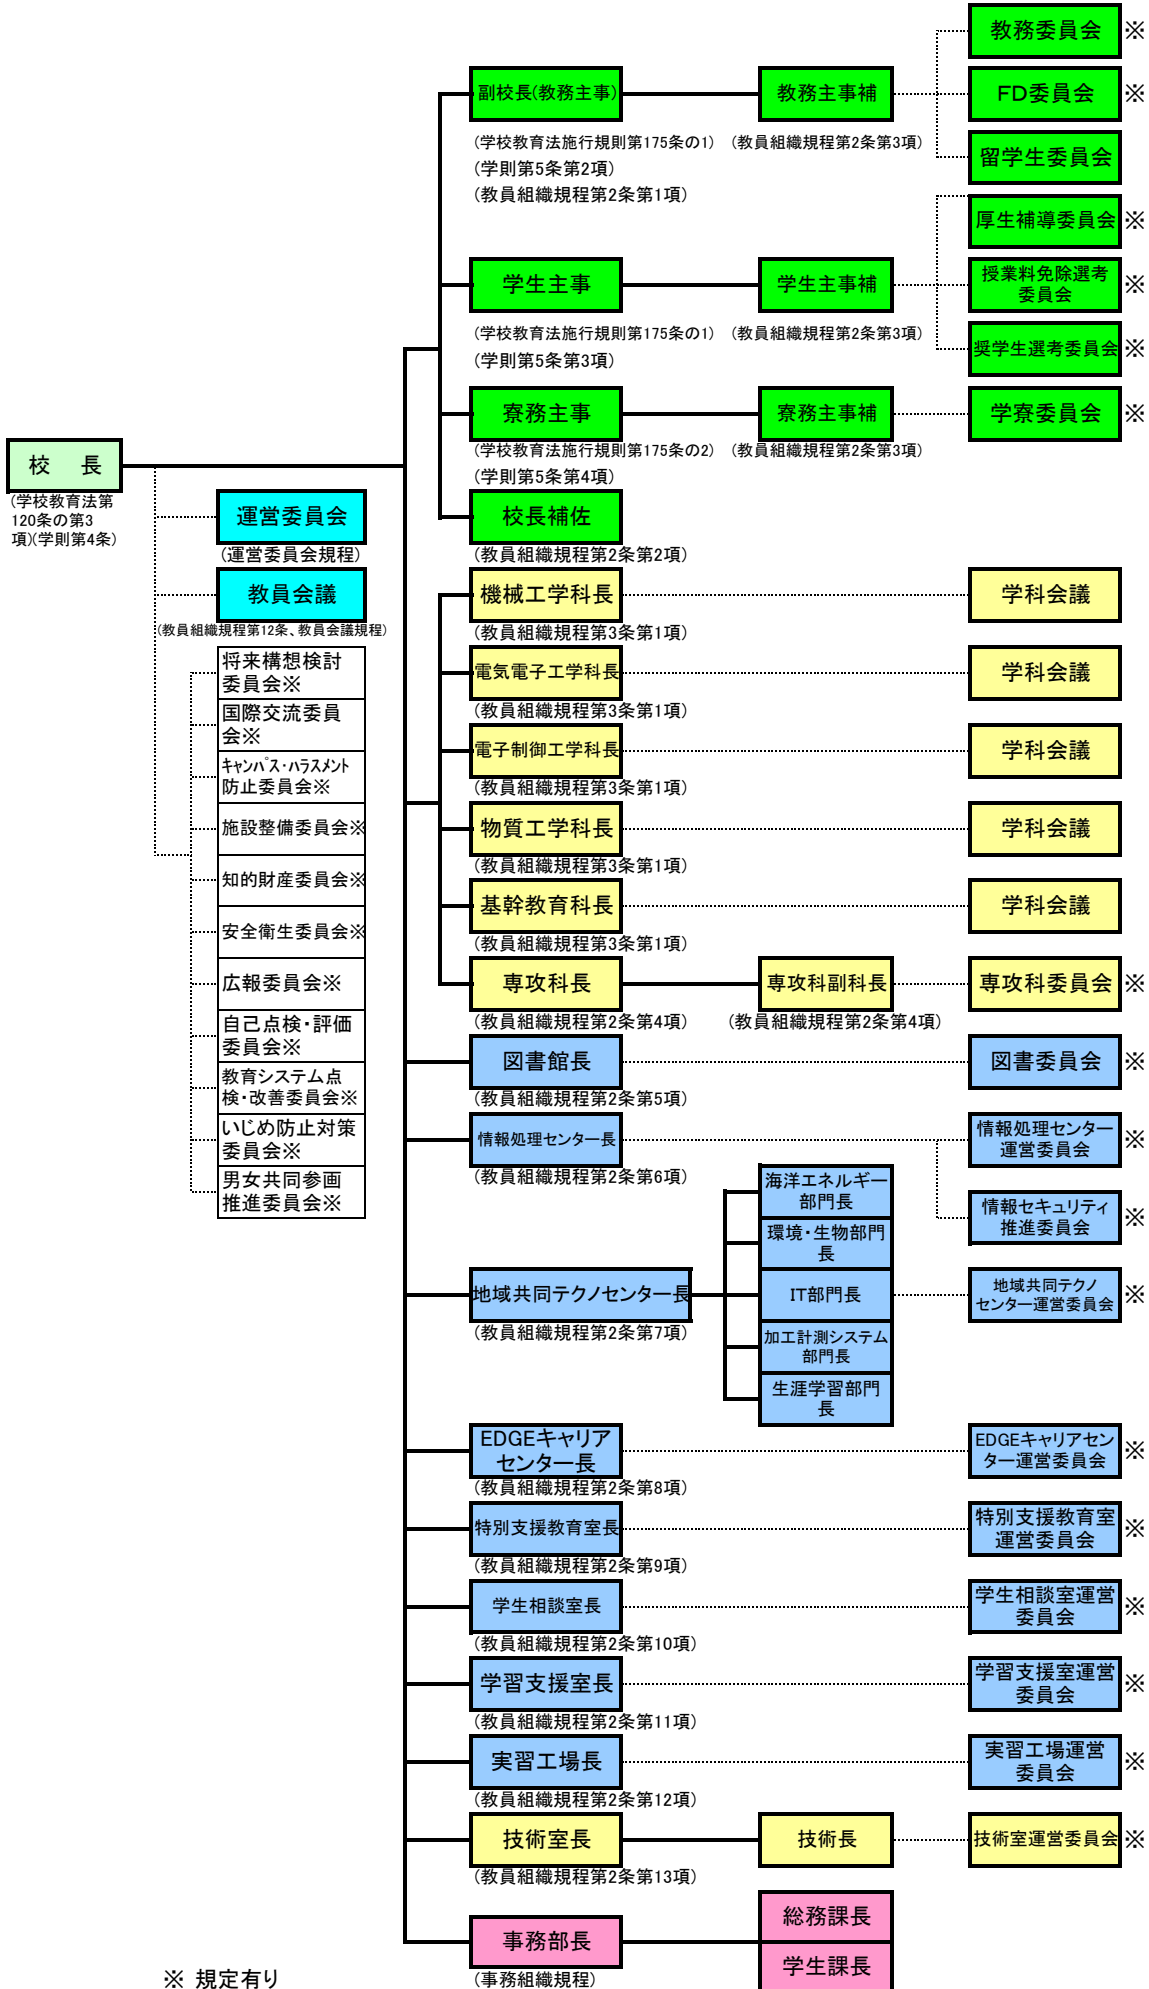 教務委員会 ※
副校長(教務主事)
教務主事補
FD委員会 ※
(学校教育法施行規則第175条の1)
(教員組織規程第2条第3項)
(学則第5条第2項)
(教員組織規程第2条第1項)
留学生委員会
厚生補導委員会 ※
学生主事
学生主事補
授業料免除選考
委員会
※
(学校教育法施行規則第175条の1)
(教員組織規程第2条第3項)
(学則第5条第3項)
奨学生選考委員会 ※
寮務主事
寮務主事補
学寮委員会 ※
(学校教育法施行規則第175条の2)
(教員組織規程第2条第3項)
(学則第5条第4項)
校　長
(学校教育法第
120条の第3
項)(学則第4条)
運営委員会
(運営委員会規程)
校長補佐
(教員組織規程第2条第2項)
教員会議
(教員組織規程第12条、教員会議規程)
機械工学科長
学科会議
(教員組織規程第3条第1項)
電気電子工学科長
学科会議
(教員組織規程第3条第1項)
電子制御工学科長
学科会議
(教員組織規程第3条第1項)
物質工学科長
学科会議
(教員組織規程第3条第1項)
基幹教育科長
学科会議
(教員組織規程第3条第1項)
専攻科長
専攻科副科長
専攻科委員会 ※
(教員組織規程第2条第4項)
(教員組織規程第2条第4項)
将来構想検討
委員会※
国際交流委員
会※
ｷｬﾝﾊﾟｽ・ﾊﾗｽﾒﾝﾄ
防止委員会※
施設整備委員会※
知的財産委員会※
安全衛生委員会※
広報委員会※
自己点検・評価
委員会※
教育システム点
検・改善委員会※
いじめ防止対策
委員会※
男女共同参画
推進委員会※
図書館長
図書委員会 ※
(教員組織規程第2条第5項)
情報処理センター長
情報処理センター
運営委員会
※
(教員組織規程第2条第6項)
情報セキュリティ
推進委員会
※
海洋エネルギー
部門長
環境・生物部門
長
地域共同テクノセンター長
IT部門長
地域共同テクノ
センター運営委員会
※
(教員組織規程第2条第7項)
加工計測システム
部門長
生涯学習部門
長
EDGEキャリア
センター長
EDGEキャリアセン
ター運営委員会
※
(教員組織規程第2条第8項)
特別支援教育室長
特別支援教育室
運営委員会
※
(教員組織規程第2条第9項)
学生相談室長
学生相談室運営
委員会
※
(教員組織規程第2条第10項)
学習支援室長
学習支援室運営
委員会
※
(教員組織規程第2条第11項)
実習工場長
実習工場運営
委員会
※
(教員組織規程第2条第12項)
技術室長
技術長
技術室運営委員会 ※
(教員組織規程第2条第13項)
事務部長
総務課長
学生課長
(事務組織規程)
※ 規定有り